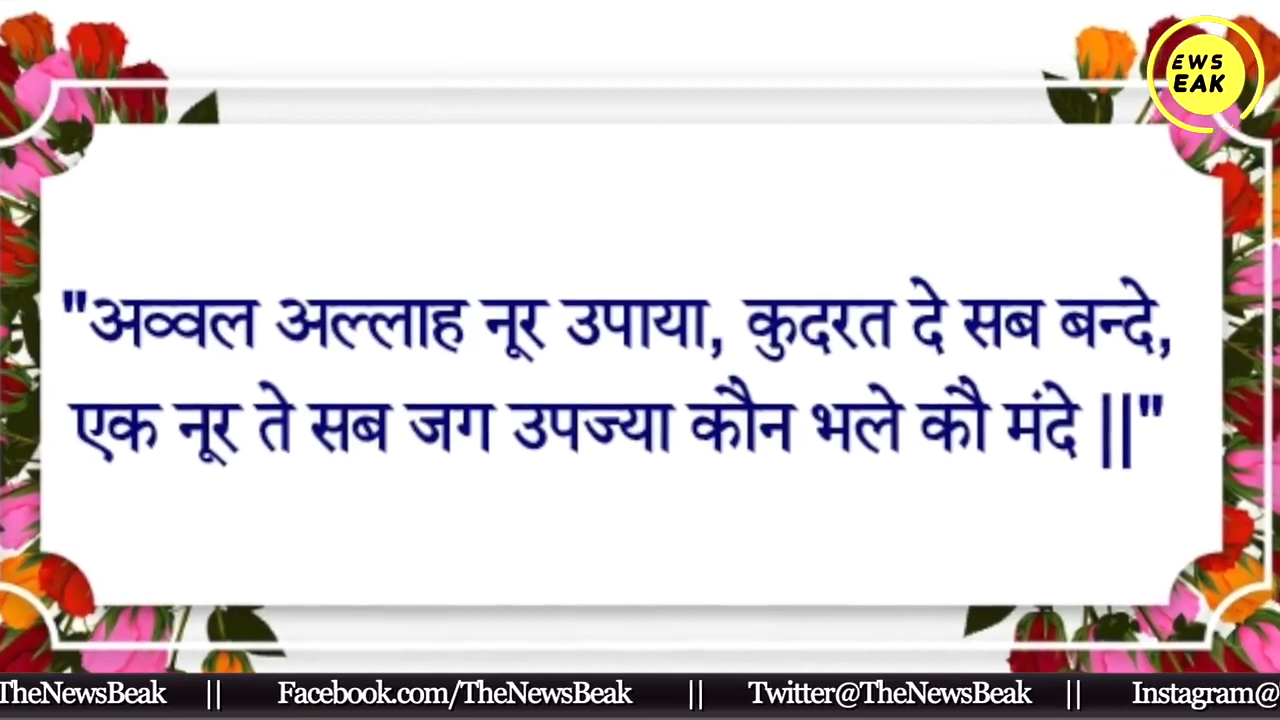 EWS
EAK
"अव्वल अल्लाह नूर उपाया, कुदरत दे सब बन्दे,
एक नूर ते सब जग उपज्या कौन भले कौ मंदे ||"
TheNewsBeak || Facebook.com/TheNewsBeak || Twitter@TheNewsBeak || Instagram@